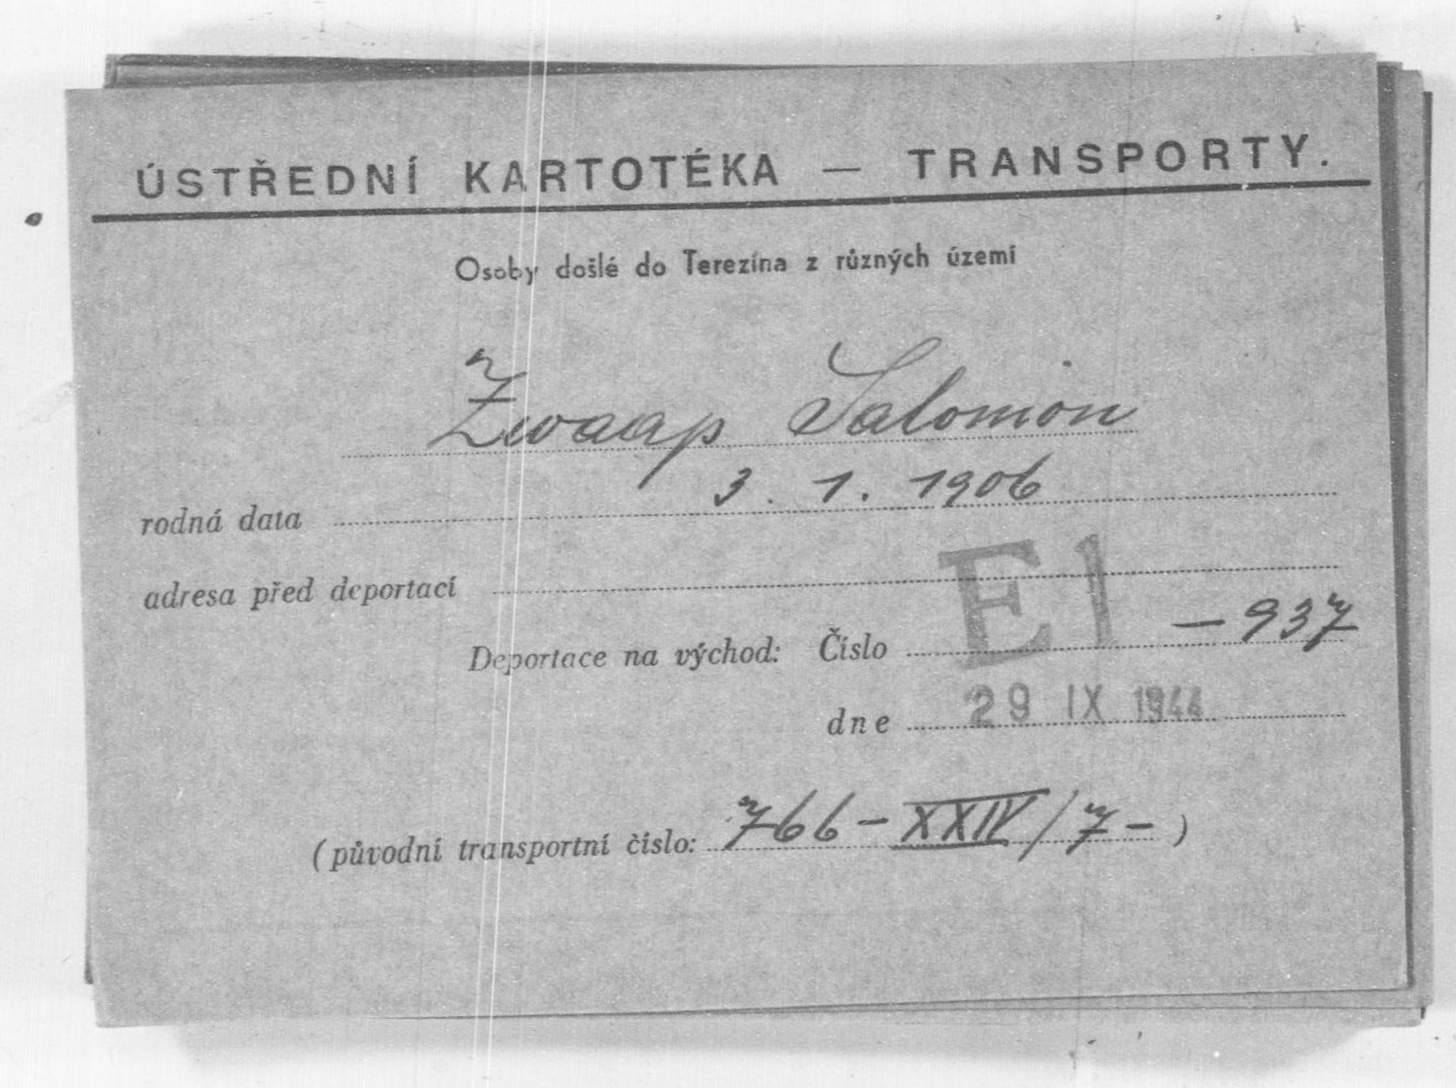 ÚSTŘEDNÍ KARTOTÉKA — TRANSPORTY.
Osoby došlé do Terezína z různých území
Zwaap Salomon
rodná data 3. 1. 1906
adresa před deportací
Deportace na východ: Číslo El — 937
dne 29 IX 1944
(původní transportní číslo: 766 – XXIV/7 – )